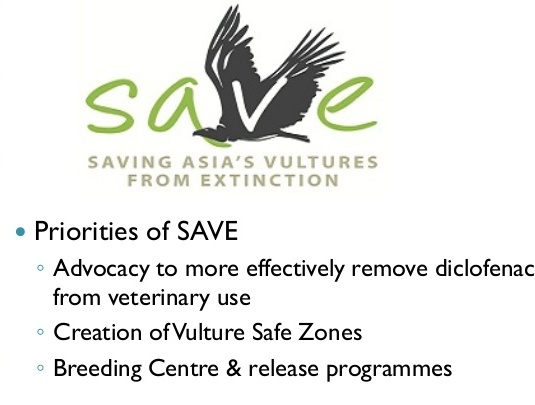 save
SAVING ASIA'S VULTURES
FROM EXTINCTION
• Priorities of SAVE
◦ Advocacy to more effectively remove diclofenac
from veterinary use
◦ Creation of Vulture Safe Zones
◦ Breeding Centre & release programmes